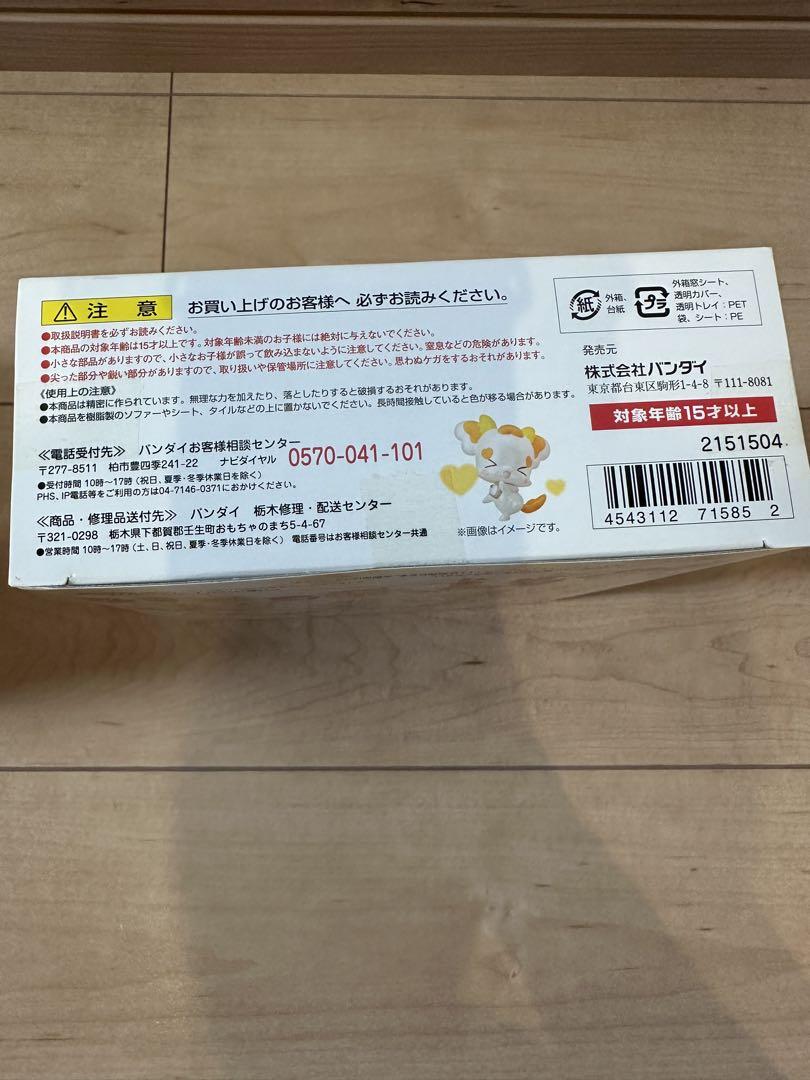 注意
お買い上げのお客様へ 必ずお読みください。
●取扱説明書を必ずお読みください。
●本商品の対象年齢は15才以上です。対象年齢未満のお子様には絶対に与えないでください。
●小さな部品がありますので、小さなお子様が誤って飲み込まないように注意してください。窒息などの危険があります。
●尖った部分や鋭い部分がありますので、取り扱いや保管場所に注意してください。思わぬケガをするおそれがあります。
《使用上の注意》
●本商品は精密に作られています。無理な力を加えたり、落としたりすると破損するおそれがあります。
●本商品を樹脂製のソファーやシート、タイルなどの上に置かないでください。長時間接触していると色が移る場合があります。
≪電話受付先≫ バンダイお客様相談センター
〒277-8511 柏市豊四季241-22 ナビダイヤル 0570-041-101
●受付時間 10時〜17時(祝日、夏季・冬季休業日を除く)
PHS、IP電話等をご利用の方は04-7146-0371におかけください。
≪商品・修理品送付先≫ バンダイ 栃木修理・配送センター
〒321-0298 栃木県下都賀郡壬生町おもちゃのまち5-4-67
●営業時間 10時〜17時(土、日、祝日、夏季・冬季休業日を除く) 電話番号はお客様相談センター共通
※画像はイメージです。
紙
外箱、
台紙
プラ
外箱窓シート、
透明カバー、
透明トレイ:PET
袋、シート:PE
発売元
株式会社バンダイ
東京都台東区駒形1-4-8 〒111-8081
対象年齢15才以上
2151504
4543112 715852